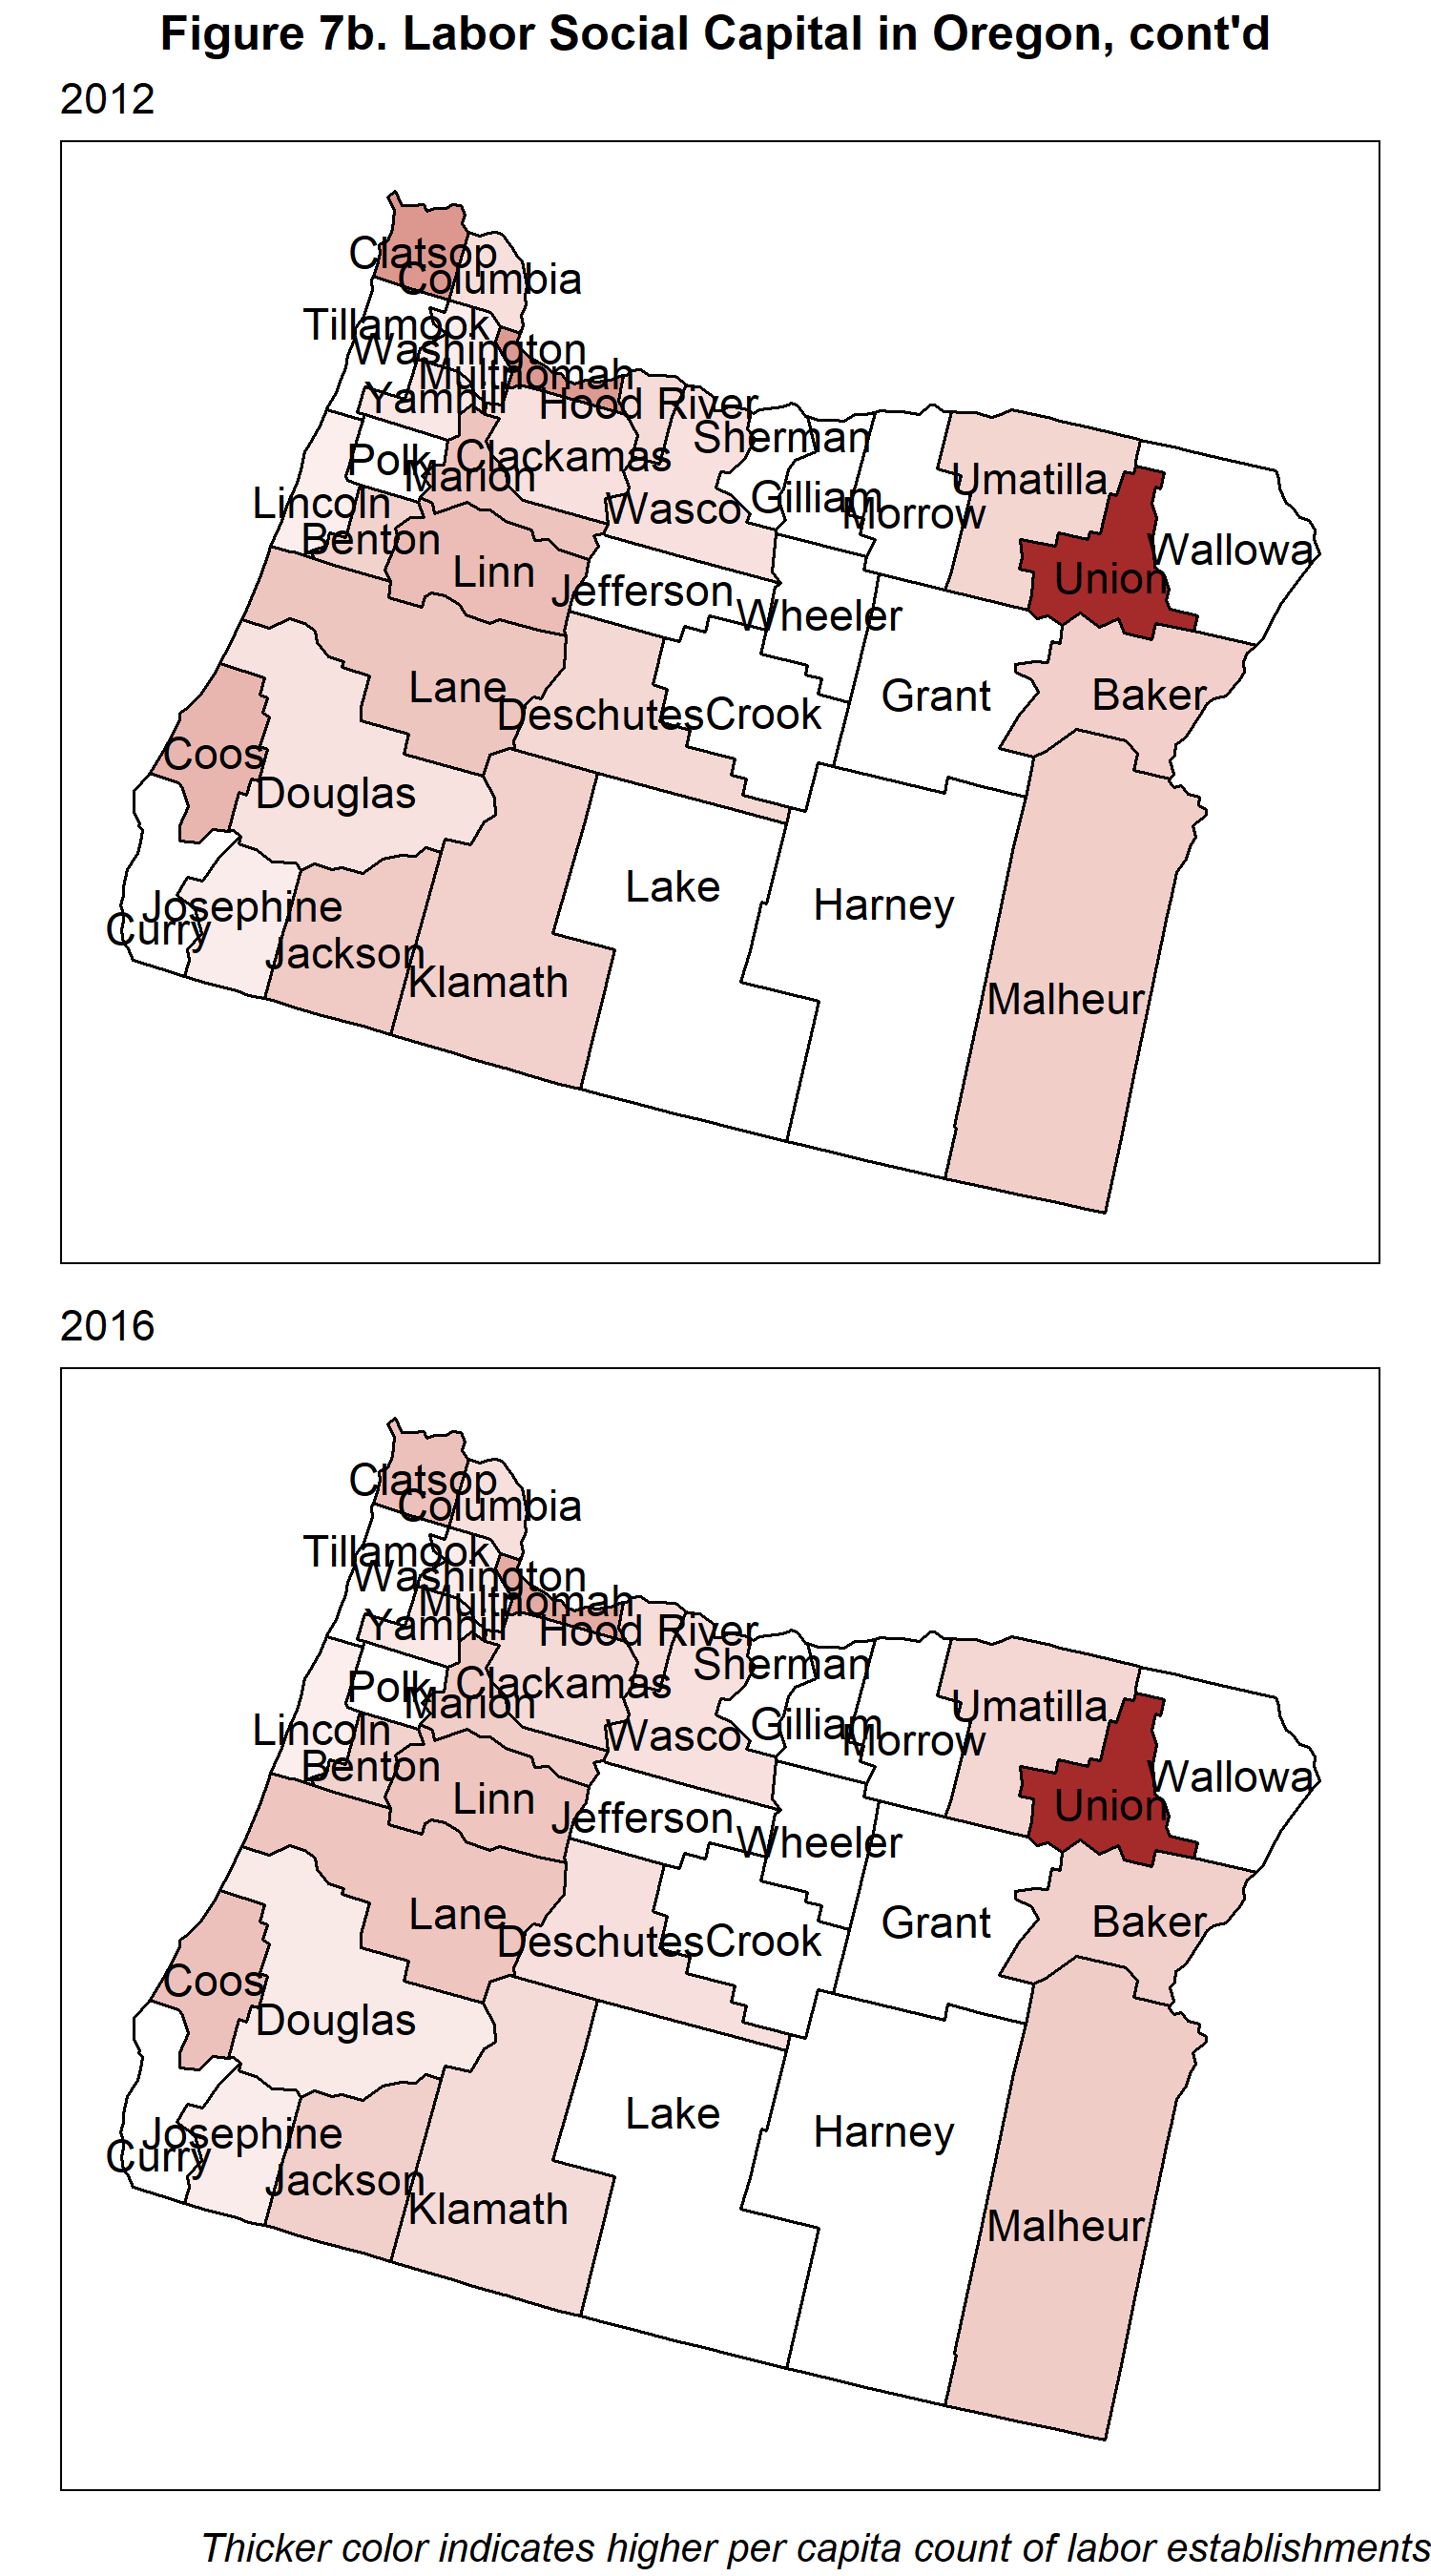 Figure 7b. Labor Social Capital in Oregon, cont'd
2012
Clatsop
Columbia
Tillamook
Washington
Multnomah
Yamhill
Hood River
Sherman
Polk
Clackamas
Marion
Umatilla
Lincoln
Gilliam
Wasco
Morrow
Benton
Wallowa
Linn
Union
Jefferson
Wheeler
Lane
Grant
Baker
Deschutes
Crook
Coos
Douglas
Lake
Harney
Josephine
Curry
Jackson
Klamath
Malheur
2016
Clatsop
Columbia
Tillamook
Washington
Multnomah
Yamhill
Hood River
Sherman
Polk
Clackamas
Marion
Umatilla
Lincoln
Gilliam
Wasco
Morrow
Benton
Wallowa
Linn
Union
Jefferson
Wheeler
Lane
Grant
Baker
Deschutes
Crook
Coos
Douglas
Lake
Harney
Josephine
Curry
Jackson
Klamath
Malheur
Thicker color indicates higher per capita count of labor establishments